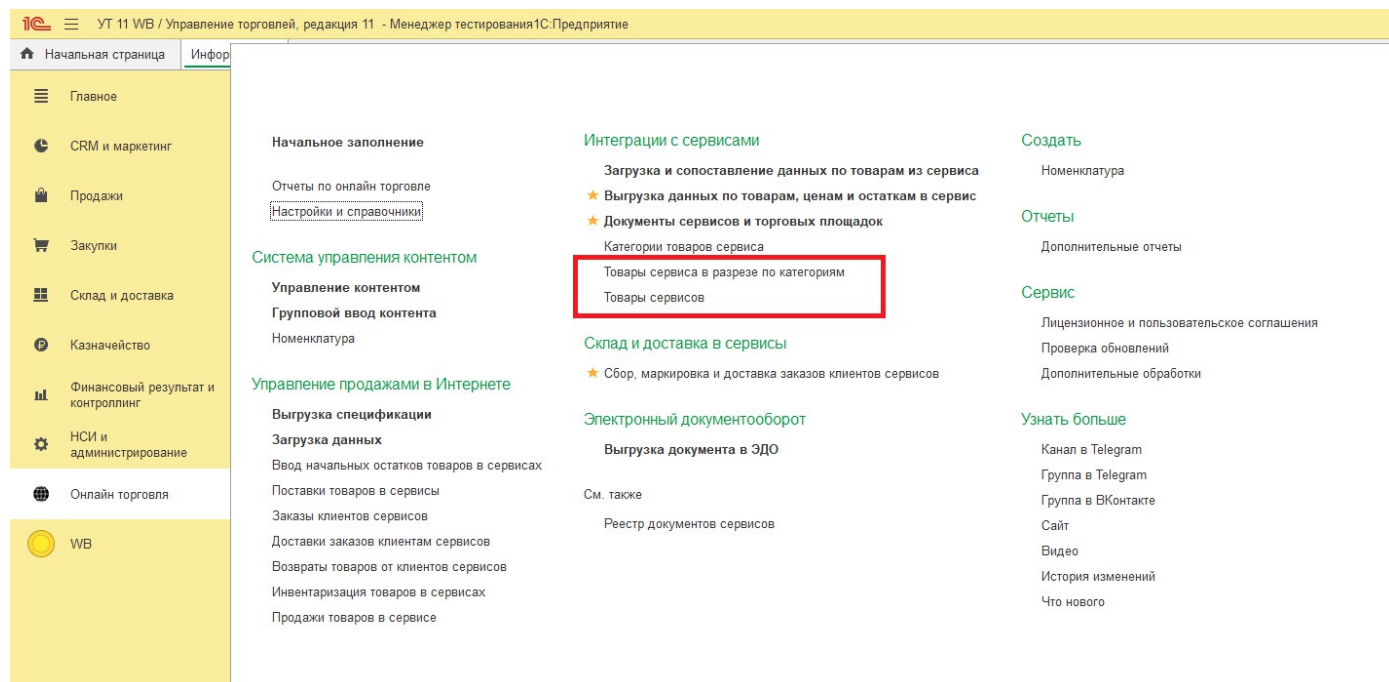 1С УТ 11 WB / Управление торговлей, редакция 11 - Менеджер тестирования1С:Предприятие
Начальная страница
Инфор
Главное
CRM и маркетинг
Продажи
Закупки
Склад и доставка
Казначейство
Финансовый результат и
контроллинг
НСИ и
администрирование
Онлайн торговля
WB
Начальное заполнение
Отчеты по онлайн торговле
Настройки и справочники
Система управления контентом
Управление контентом
Групповой ввод контента
Номенклатура
Управление продажами в Интернете
Выгрузка спецификации
Загрузка данных
Ввод начальных остатков товаров в сервисах
Поставки товаров в сервисы
Заказы клиентов сервисов
Доставки заказов клиентам сервисов
Возвраты товаров от клиентов сервисов
Инвентаризация товаров в сервисах
Продажи товаров в сервисе
Интеграции с сервисами
Загрузка и сопоставление данных по товарам из сервиса
Выгрузка данных по товарам, ценам и остаткам в сервис
Документы сервисов и торговых площадок
Категории товаров сервиса
Товары сервиса в разрезе по категориям
Товары сервисов
Склад и доставка в сервисы
Сбор, маркировка и доставка заказов клиентов сервисов
Электронный документооборот
Выгрузка документа в ЭДО
См. также
Реестр документов сервисов
Создать
Номенклатура
Отчеты
Дополнительные отчеты
Сервис
Лицензионное и пользовательское соглашения
Проверка обновлений
Дополнительные обработки
Узнать больше
Канал в Telegram
Группа в Telegram
Группа в ВКонтакте
Сайт
Видео
История изменений
Что нового